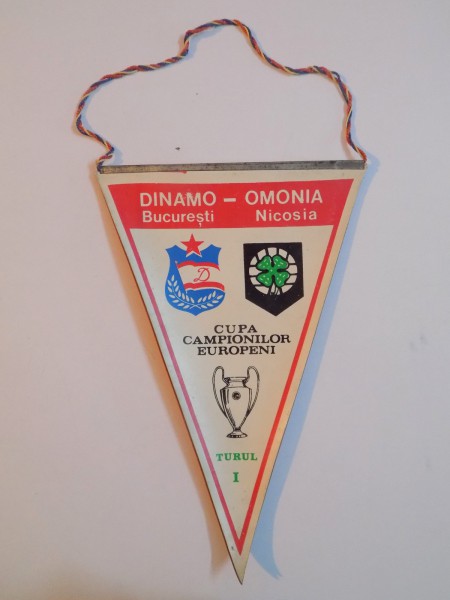 DINAMO – OMONIA
București Nicosia
D
CUPA
CAMPIONILOR
EUROPENI
TURUL
I